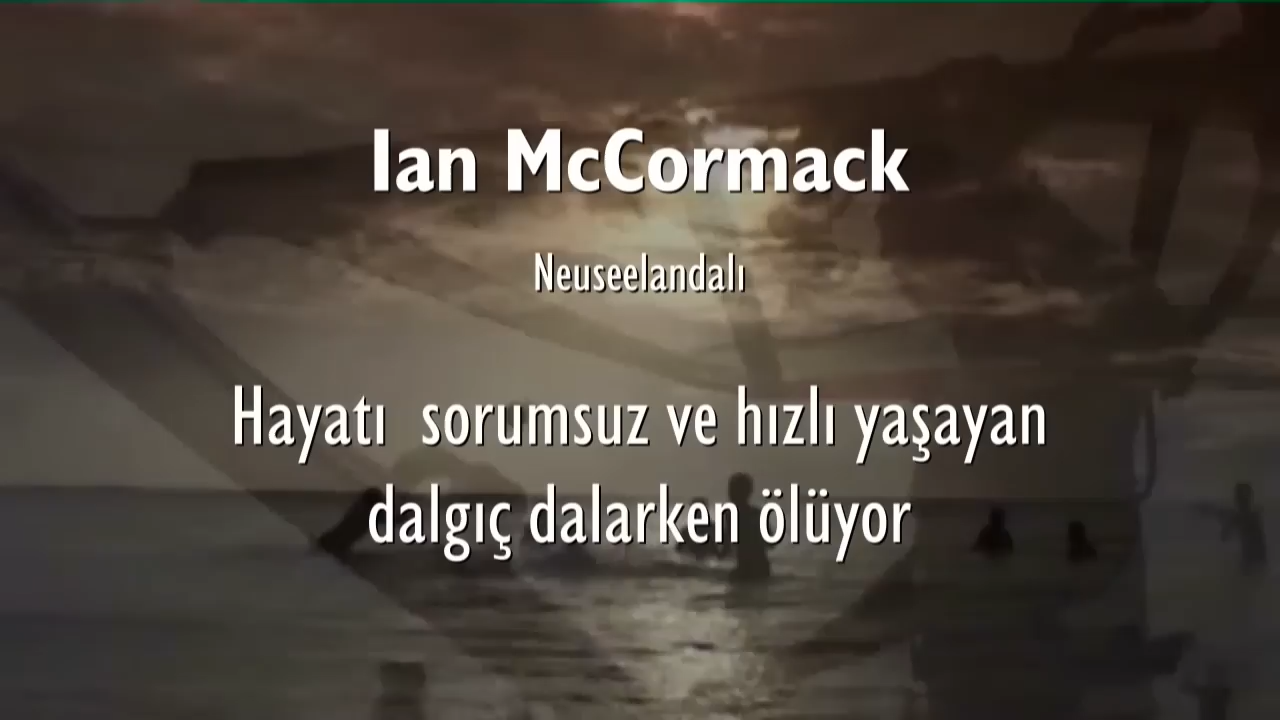 Ian McCormack
Neuseelandalı
Hayatı sorumsuz ve hızlı yaşayan
dalgıç dalarken ölüyor